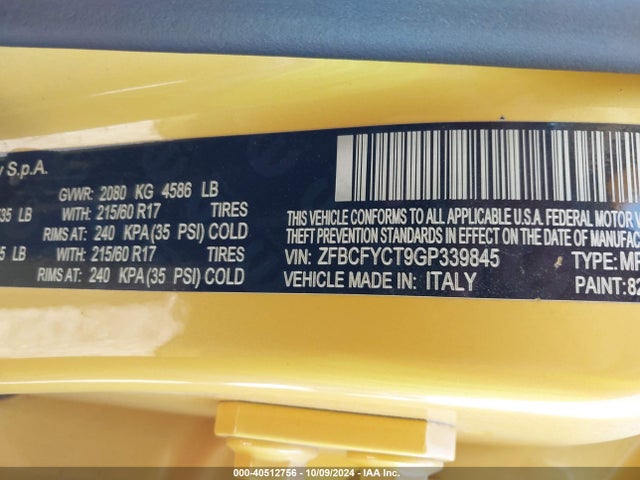 y S.p.A.
GVWR: 2080 KG 4586 LB
35 LB WITH: 215/60 R17 TIRES
RIMS AT: 240 KPA (35 PSI) COLD
5 LB WITH: 215/60 R17 TIRES
RIMS AT: 240 KPA (35 PSI) COLD
THIS VEHICLE CONFORMS TO ALL APPLICABLE U.S.A. FEDERAL MOTOR V
THEFT PREVENTION STANDARDS IN EFFECT ON THE DATE OF MANUFAC
VIN: ZFBCFYCT9GP339845 TYPE: MP
VEHICLE MADE IN: ITALY PAINT: 82
000-40512756 - 10/09/2024 - IAA Inc.